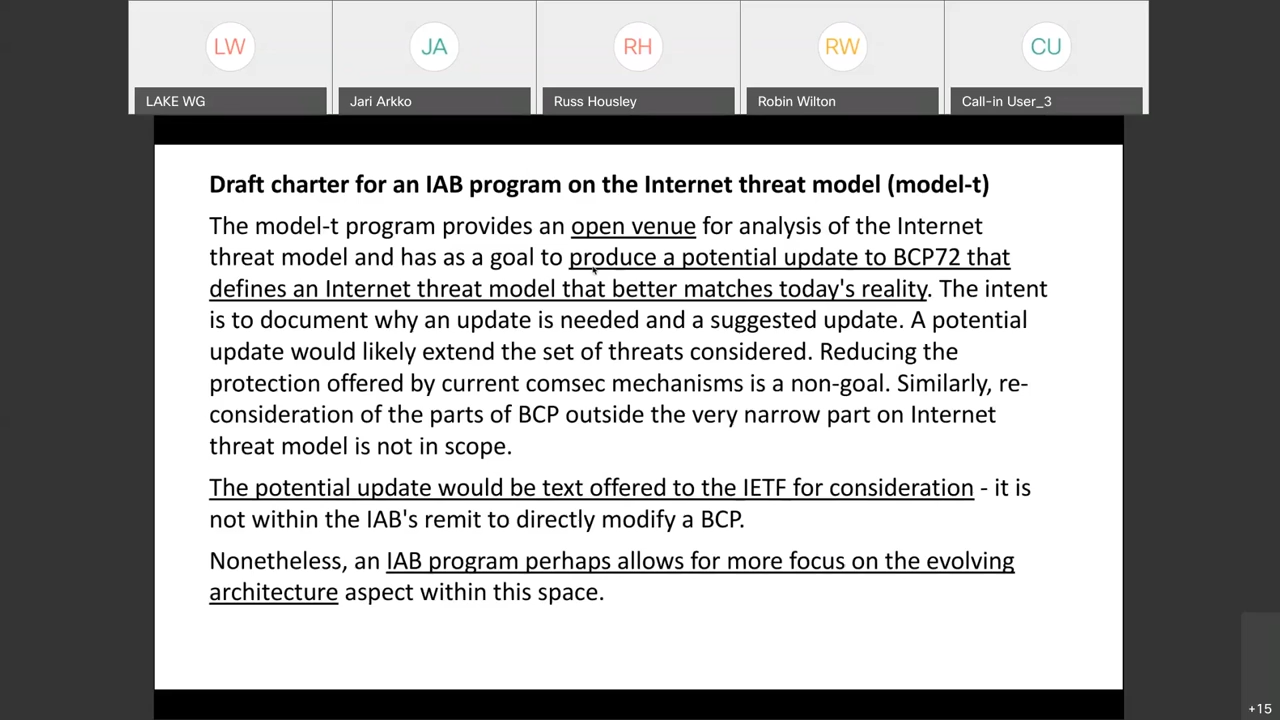 LW
JA
RH
RW
CU
LAKE WG
Jari Arkko
Russ Housley
Robin Wilton
Call-in User_3
Draft charter for an IAB program on the Internet threat model (model-t)
The model-t program provides an open venue for analysis of the Internet
threat model and has as a goal to produce a potential update to BCP72 that
defines an Internet threat model that better matches today's reality. The intent
is to document why an update is needed and a suggested update. A potential
update would likely extend the set of threats considered. Reducing the
protection offered by current comsec mechanisms is a non-goal. Similarly, re-
consideration of the parts of BCP outside the very narrow part on Internet
threat model is not in scope.
The potential update would be text offered to the IETF for consideration - it is
not within the IAB's remit to directly modify a BCP.
Nonetheless, an IAB program perhaps allows for more focus on the evolving
architecture aspect within this space.
+15